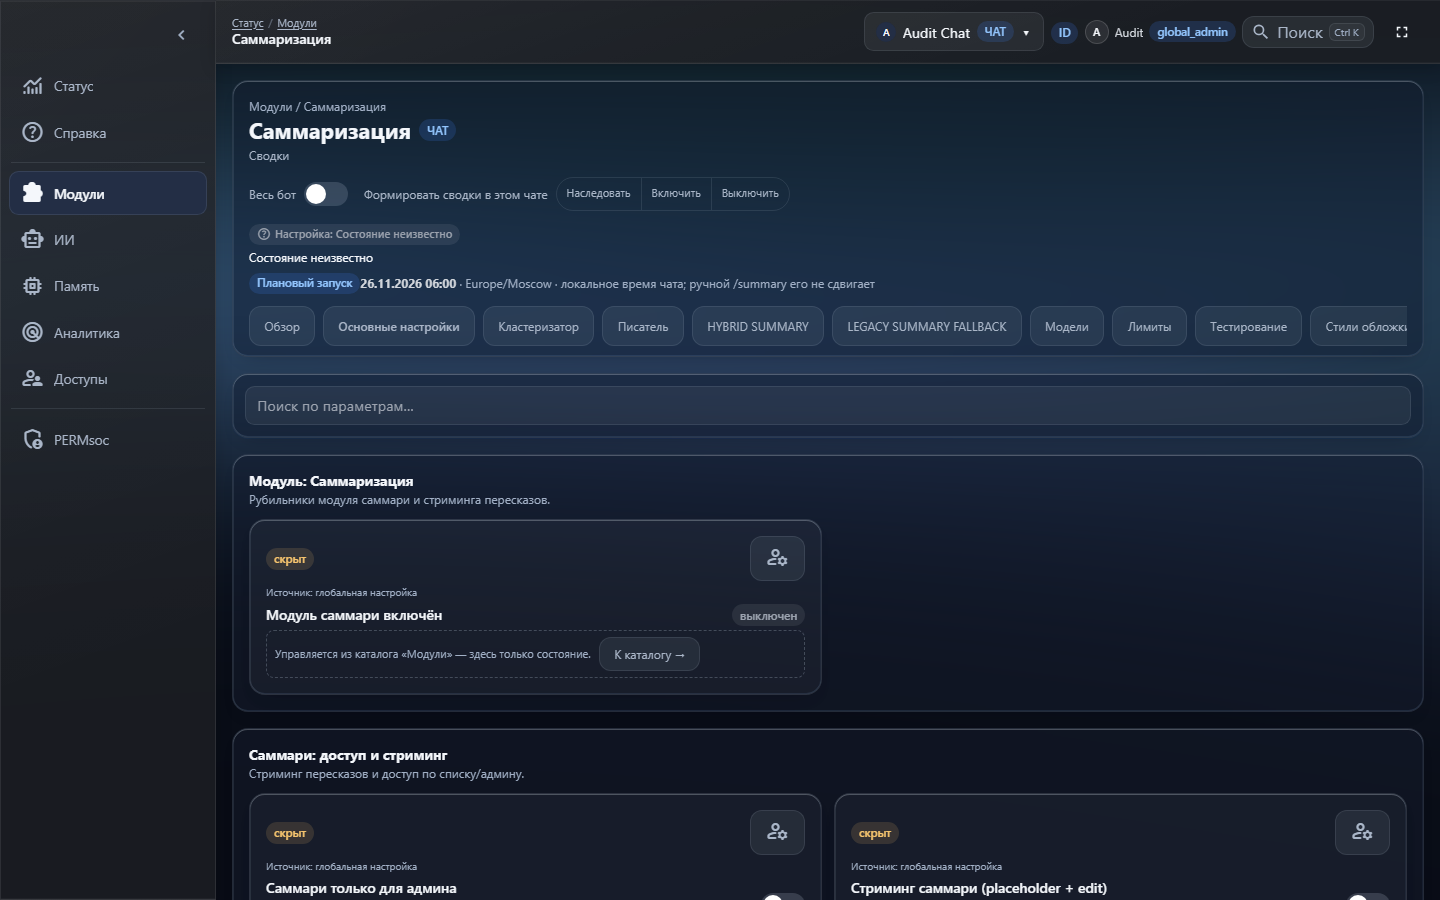 Статус
Справка
Модули
ИИ
Память
Аналитика
Доступы
PERMsoc
Статус / Модули
Саммаризация
A Audit Chat ЧАТ ▾
ID
A Audit global_admin
Поиск Ctrl K
Модули / Саммаризация
Саммаризация ЧАТ
Сводки
Весь бот
Формировать сводки в этом чате Наследовать Включить Выключить
Настройка: Состояние неизвестно
Состояние неизвестно
Плановый запуск 26.11.2026 06:00 · Europe/Moscow · локальное время чата; ручной /summary его не сдвигает
Обзор Основные настройки Кластеризатор Писатель HYBRID SUMMARY LEGACY SUMMARY FALLBACK Модели Лимиты Тестирование Стили обложки
Поиск по параметрам...
Модуль: Саммаризация
Рубильники модуля саммари и стриминга пересказов.
скрыт
Источник: глобальная настройка
Модуль саммари включён выключен
Управляется из каталога «Модули» — здесь только состояние. К каталогу →
Саммари: доступ и стриминг
Стриминг пересказов и доступ по списку/админу.
скрыт
Источник: глобальная настройка
Саммари только для админа
скрыт
Источник: глобальная настройка
Стриминг саммари (placeholder + edit)